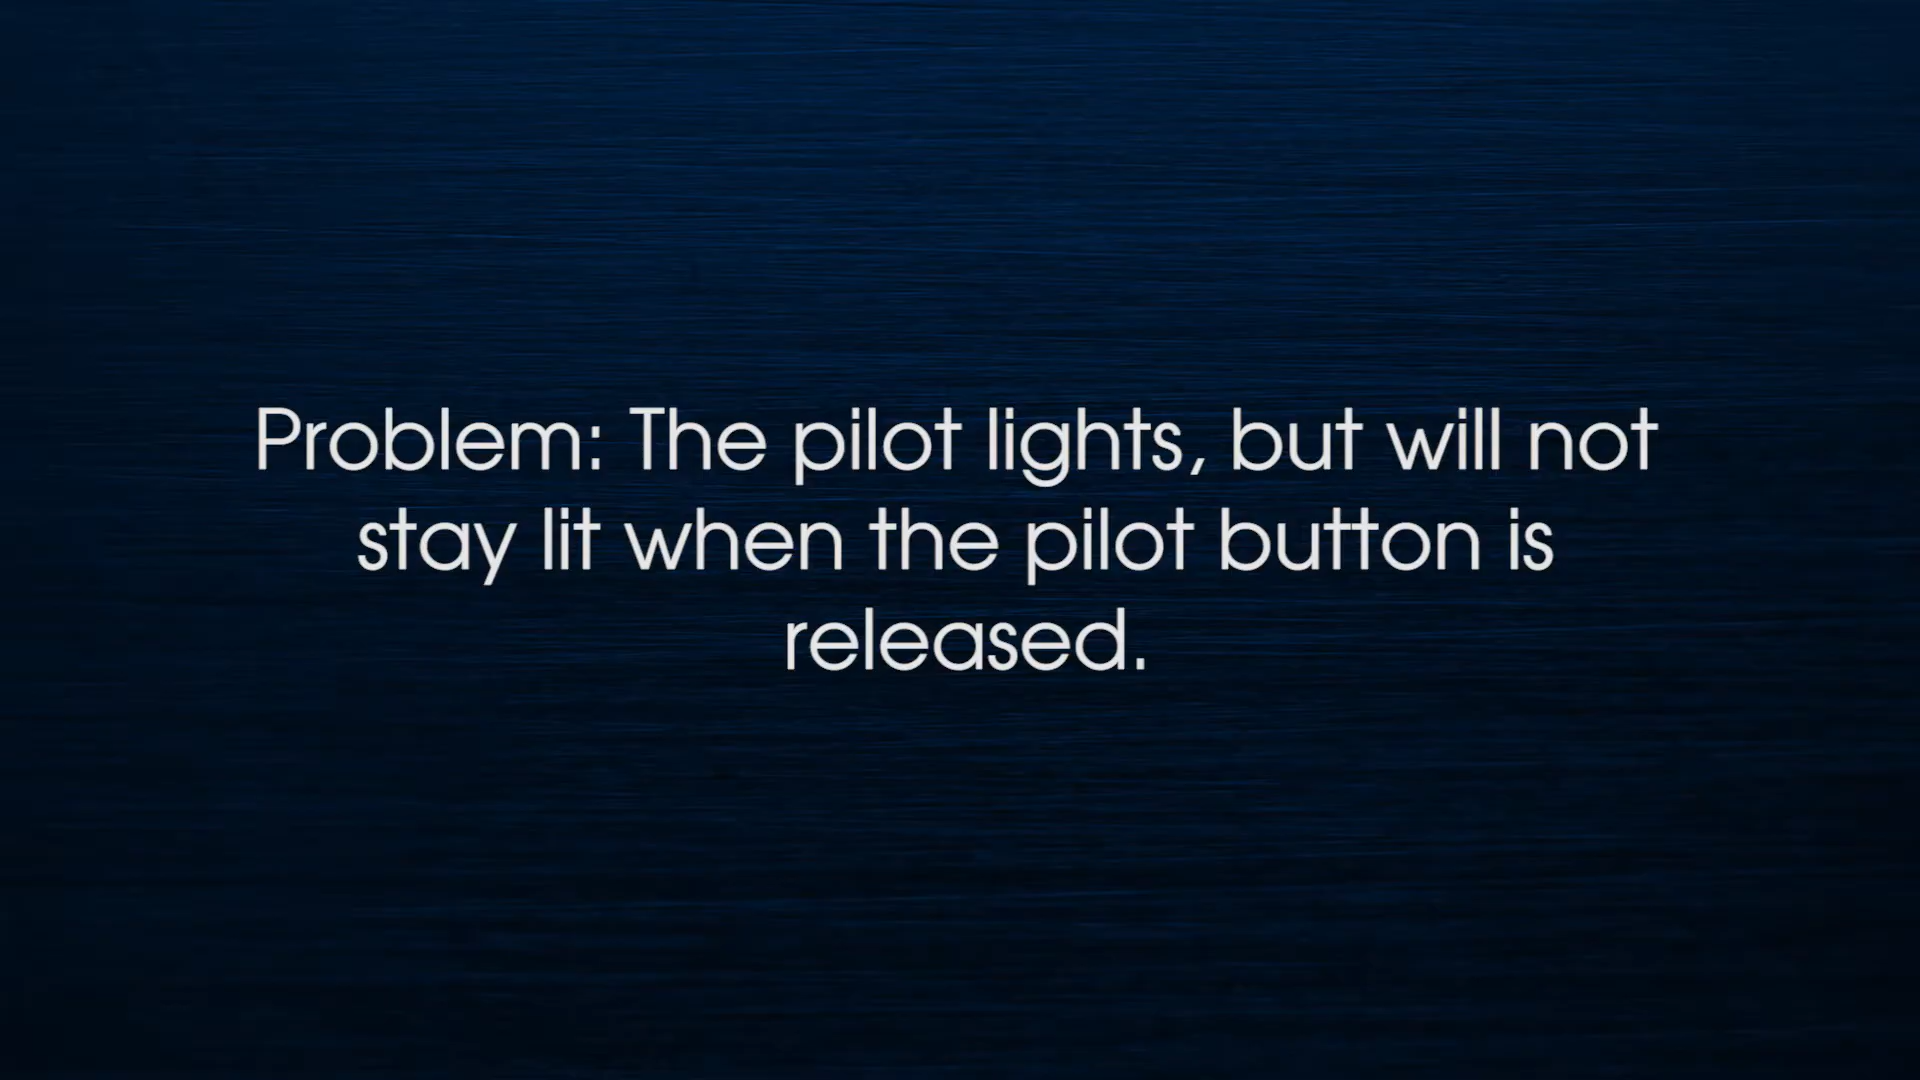 Problem: The pilot lights, but will not
stay lit when the pilot button is
released.